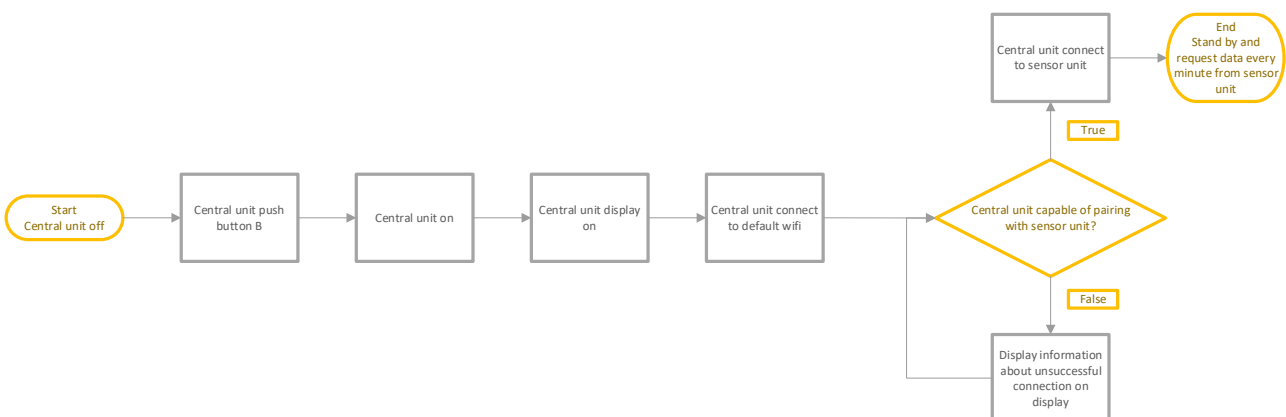 Start
Central unit off
Central unit push
button B
Central unit on
Central unit display
on
Central unit connect
to default wifi
Central unit capable of pairing
with sensor unit?
True
Central unit connect
to sensor unit
End
Stand by and
request data every
minute from sensor
unit
False
Display information
about unsuccessful
connection on
display